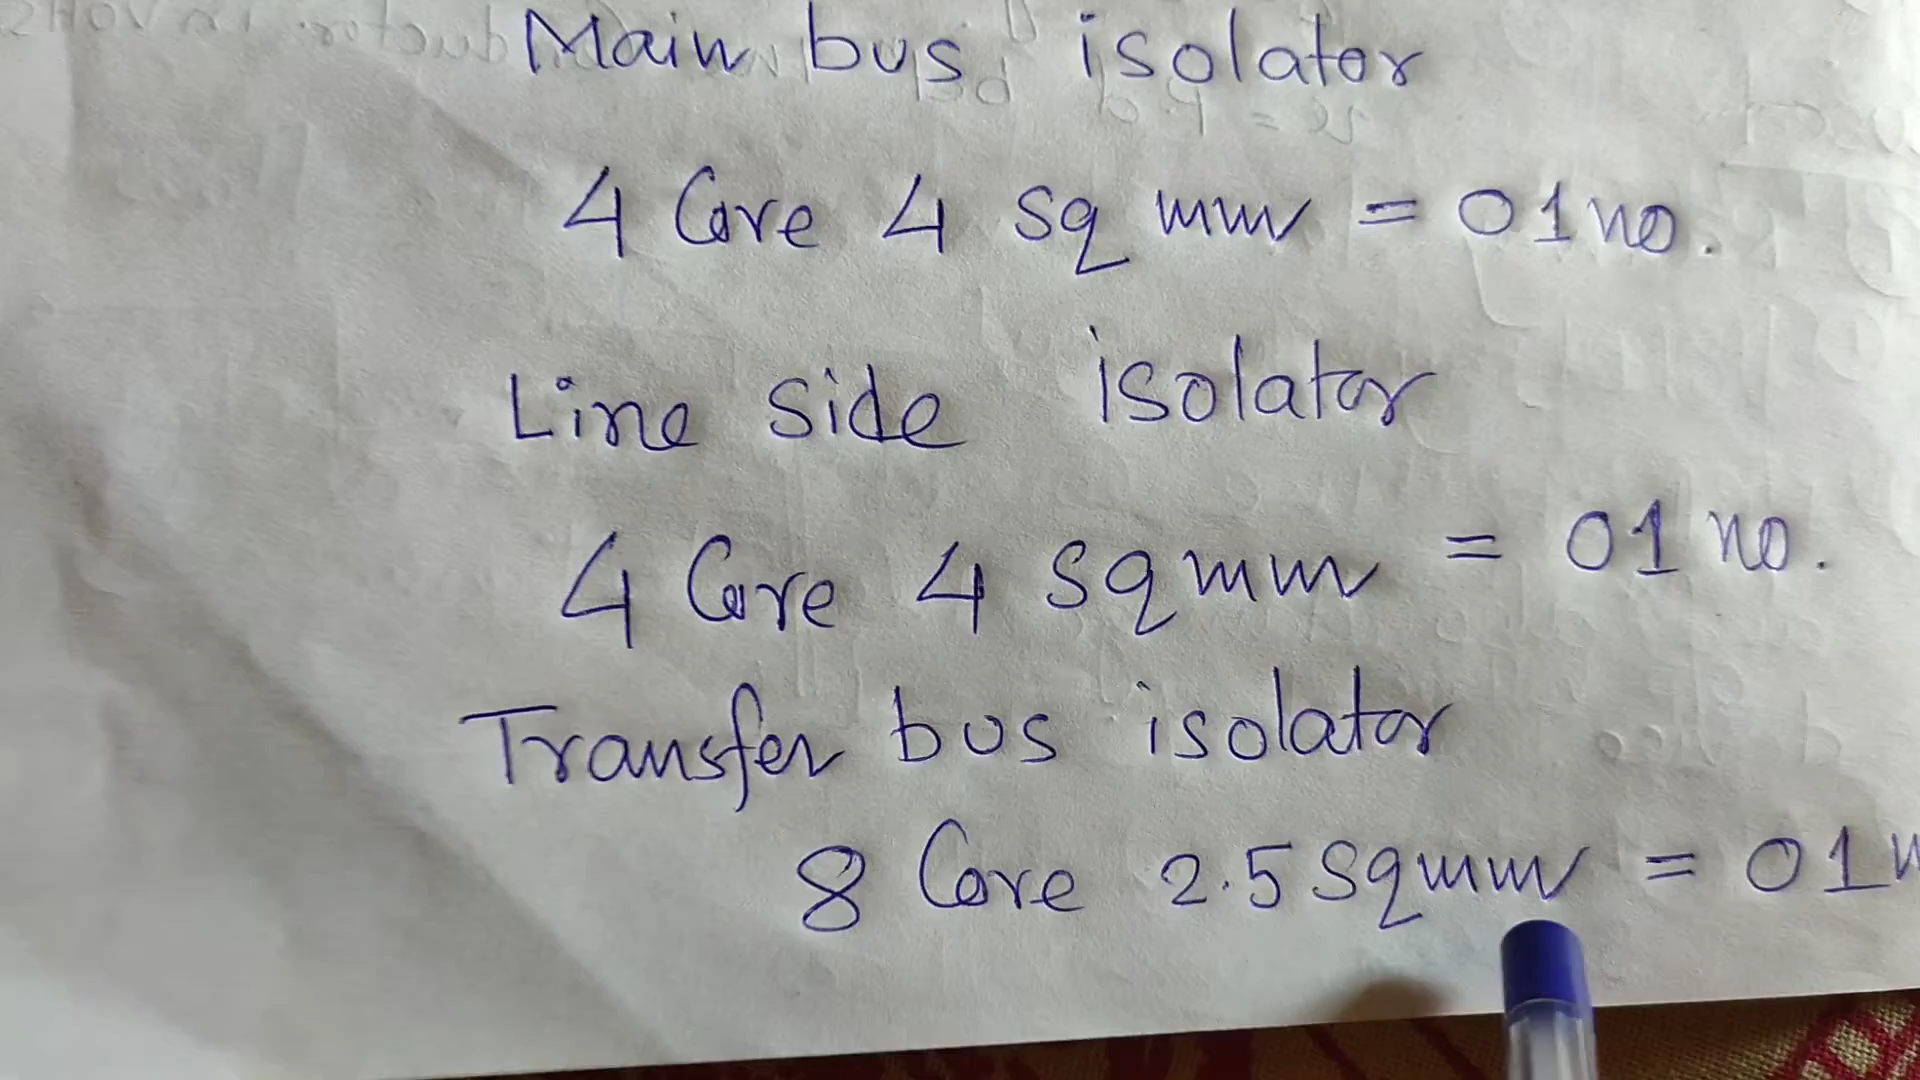 Main bus isolator
4 Core 4 sq mm = 01 no.
Line side isolator
4 Core 4 sqmm = 01 no.
Transfer bus isolator
8 Core 2.5 sqmm = 01